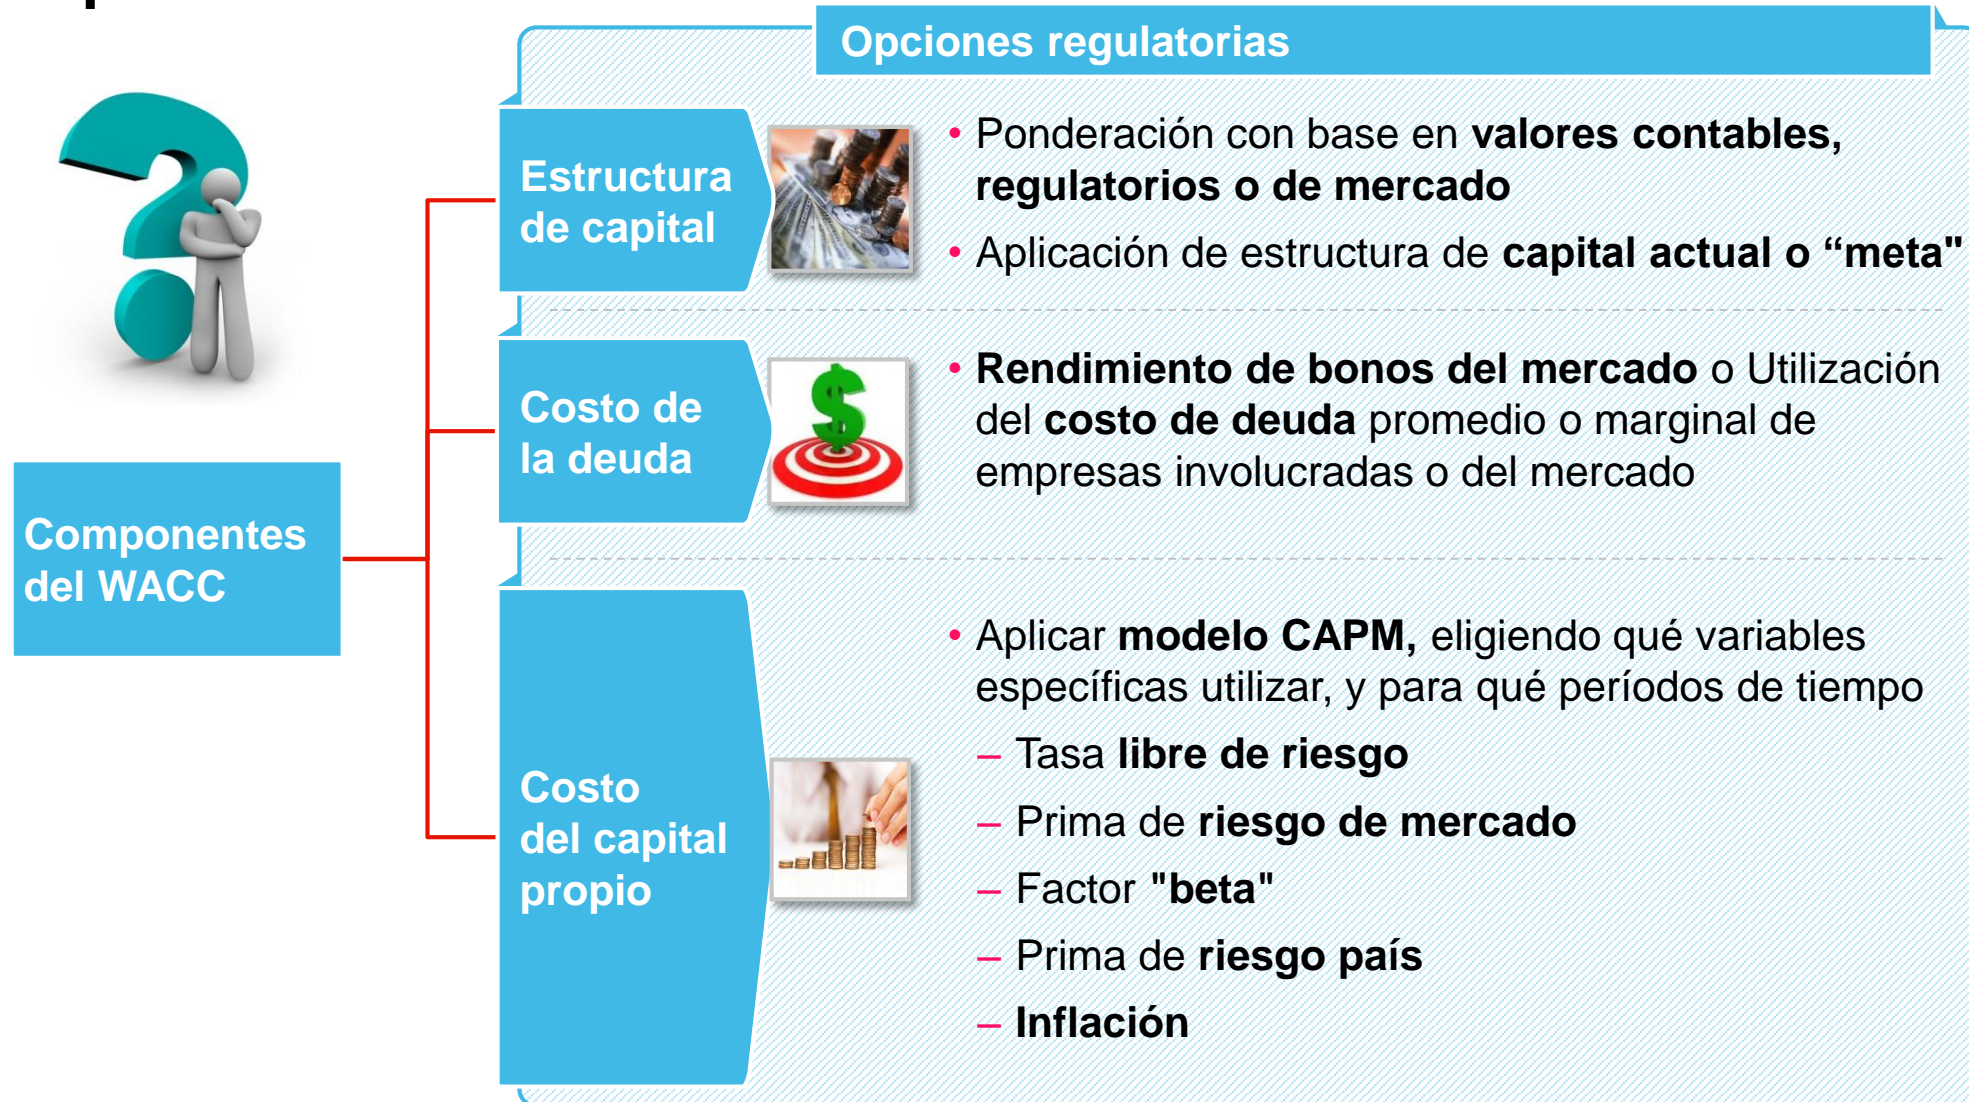 Opciones regulatorias
Estructura
de capital
• Ponderación con base en valores contables,
regulatorios o de mercado
• Aplicación de estructura de capital actual o “meta"
Costo de
la deuda
• Rendimiento de bonos del mercado o Utilización
del costo de deuda promedio o marginal de
empresas involucradas o del mercado
Componentes
del WACC
Costo
del capital
propio
• Aplicar modelo CAPM, eligiendo qué variables
específicas utilizar, y para qué períodos de tiempo
– Tasa libre de riesgo
– Prima de riesgo de mercado
– Factor "beta"
– Prima de riesgo país
– Inflación